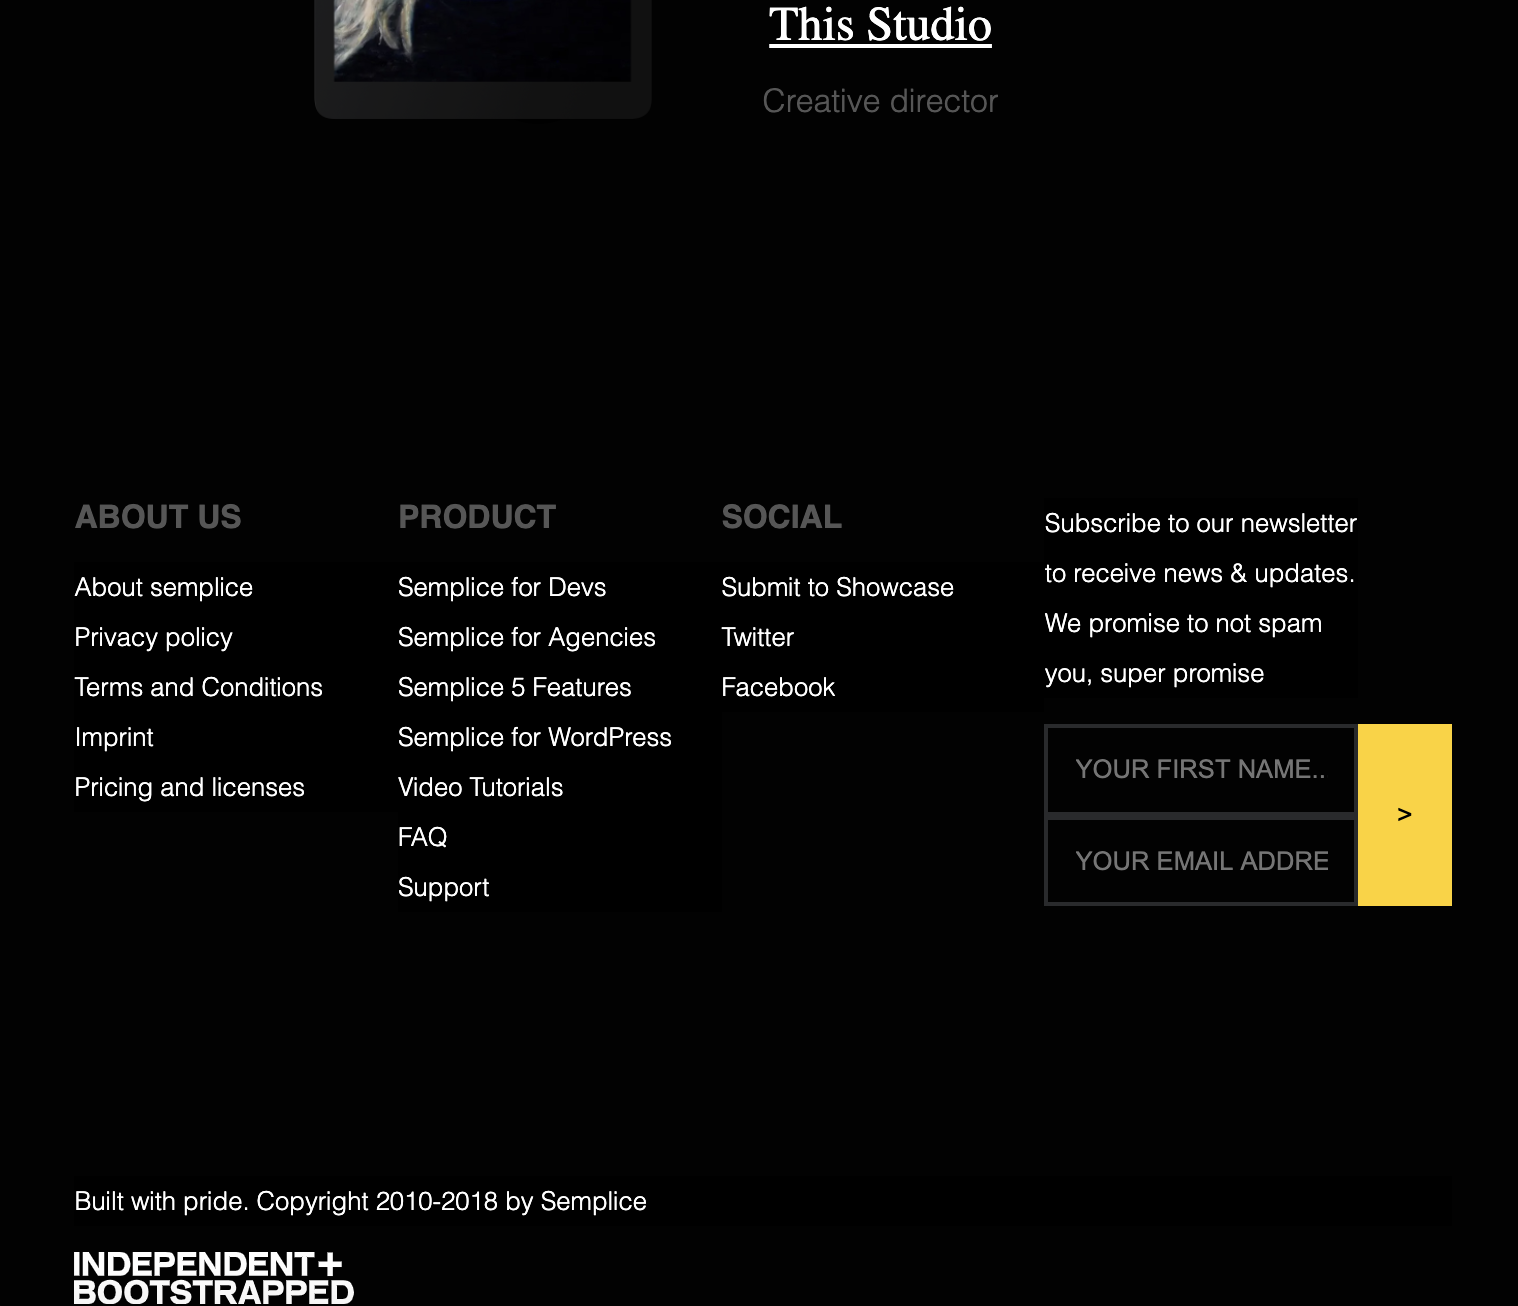 This Studio
Creative director
ABOUT US
About semplice
Privacy policy
Terms and Conditions
Imprint
Pricing and licenses
PRODUCT
Semplice for Devs
Semplice for Agencies
Semplice 5 Features
Semplice for WordPress
Video Tutorials
FAQ
Support
SOCIAL
Submit to Showcase
Twitter
Facebook
Subscribe to our newsletter
to receive news & updates.
We promise to not spam
you, super promise
YOUR FIRST NAME..
YOUR EMAIL ADDRE
>
Built with pride. Copyright 2010-2018 by Semplice
INDEPENDENT+
BOOTSTRAPPED